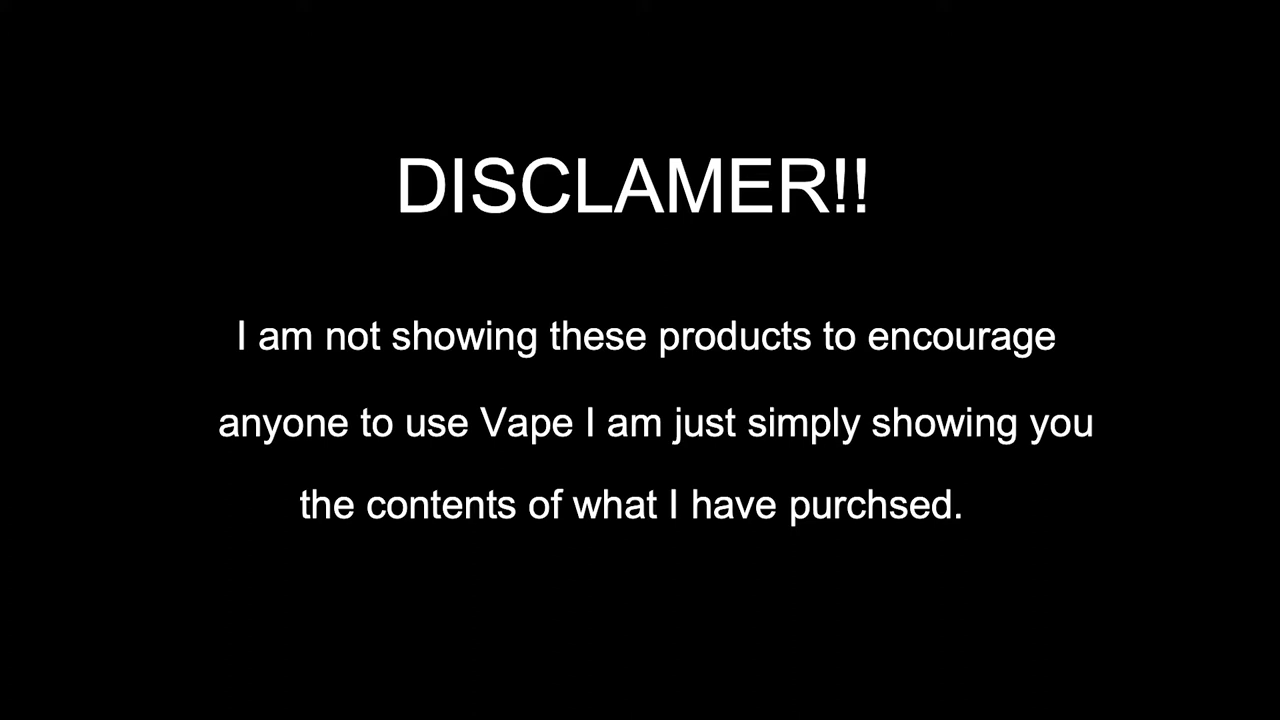 DISCLAMER!!
I am not showing these products to encourage
anyone to use Vape I am just simply showing you
the contents of what I have purchsed.